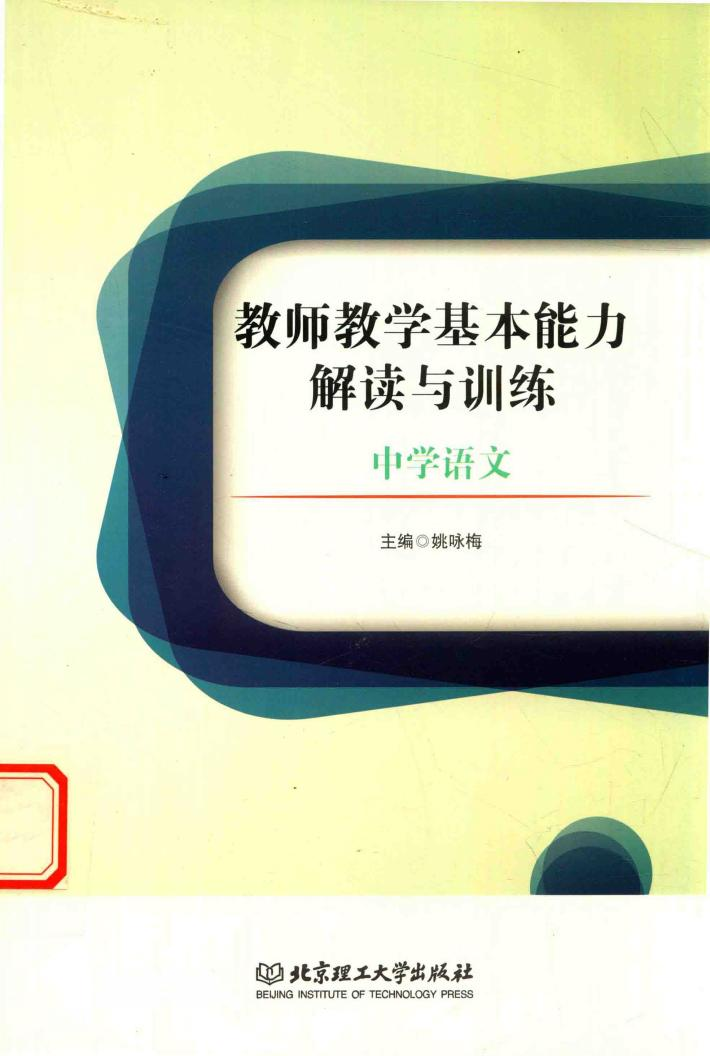 教师教学基本能力
解读与训练
中学语文
主编◎姚咏梅
北京理工大学出版社
BEIJING INSTITUTE OF TECHNOLOGY PRESS